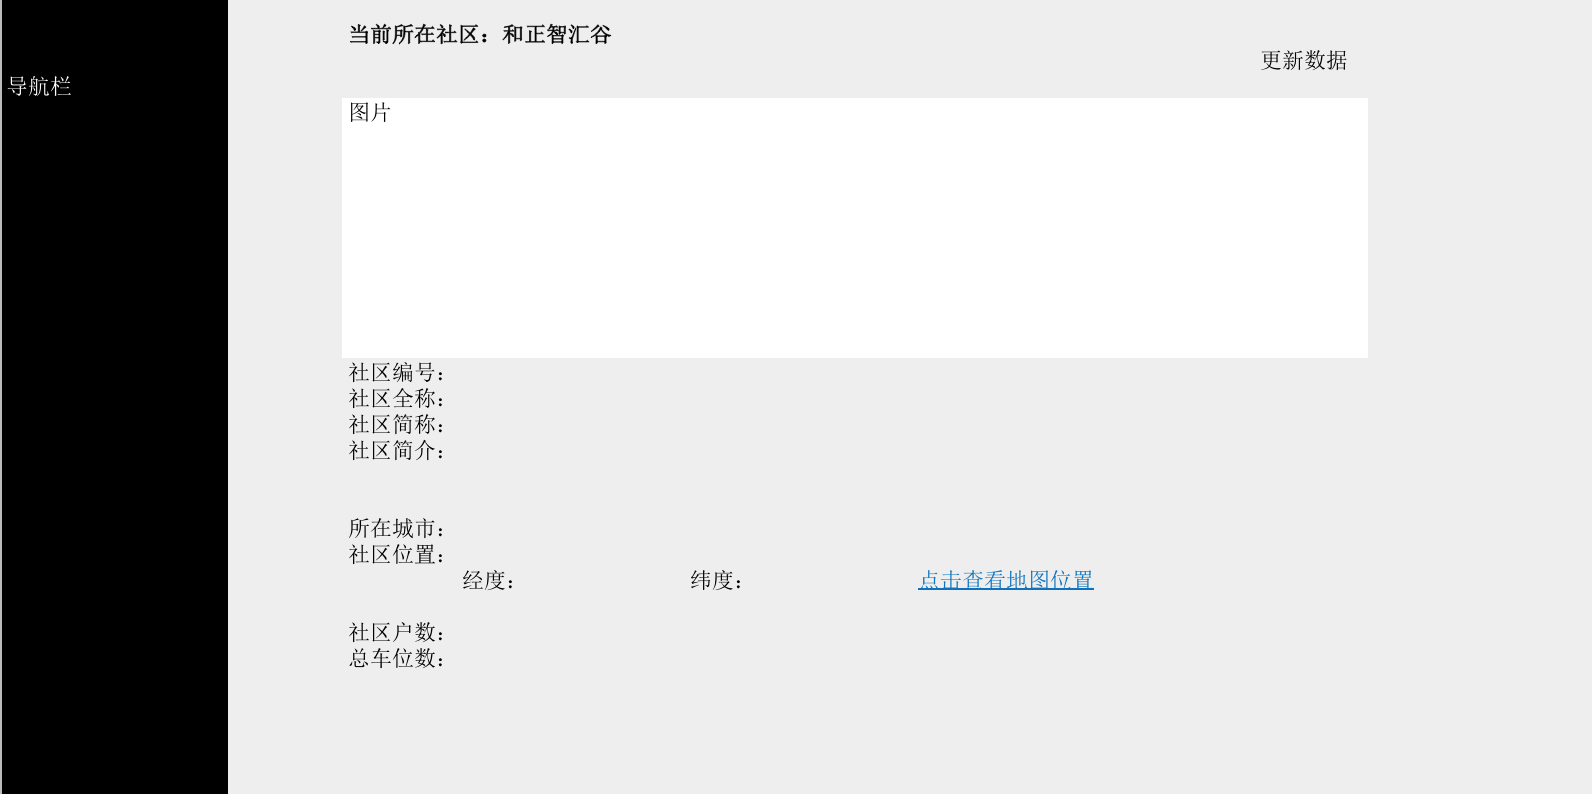 当前所在社区：和正智汇谷
更新数据
导航栏
图片
社区编号：
社区全称：
社区简称：
社区简介：
所在城市：
社区位置：
经度： 纬度： 点击查看地图位置
社区户数：
总车位数：